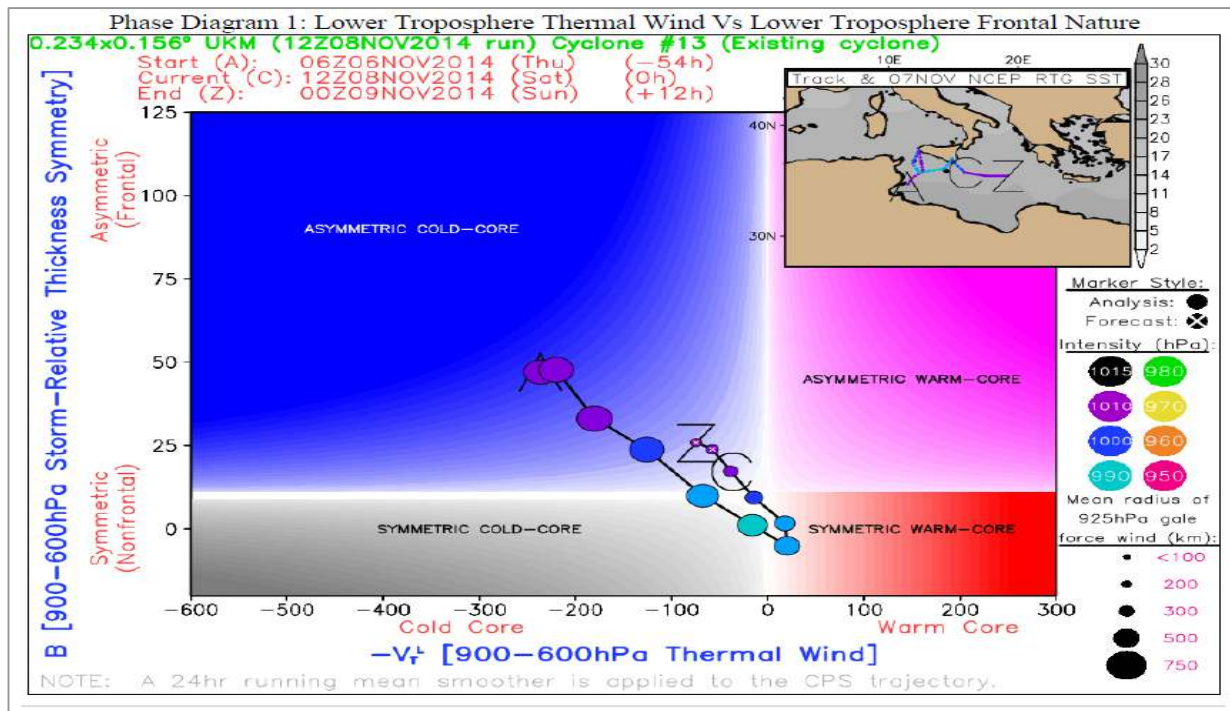 Phase Diagram 1: Lower Troposphere Thermal Wind Vs Lower Troposphere Frontal Nature
0.234x0.156° UKM (12Z08NOV2014 run) Cyclone #13 (Existing cyclone)
Start (A): 06Z06NOV2014 (Thu) (−54h)
Current (C): 12Z08NOV2014 (Sat) (0h)
End (Z): 00Z09NOV2014 (Sun) (+12h)
10E 20E
Track & 07NOV NCEP RTG SST
40N
30N
30
28
26
23
20
17
14
11
8
5
2
A C Z
B [900−600hPa Storm−Relative Thickness Symmetry]
Asymmetric
(Frontal)
Symmetric
(Nonfrontal)
125
100
75
50
25
0
ASYMMETRIC COLD−CORE
ASYMMETRIC WARM−CORE
SYMMETRIC COLD−CORE
SYMMETRIC WARM−CORE
A
Z
C
Marker Style:
Analysis:
Forecast:
Intensity (hPa):
1015 980
1010 970
1000 960
990 950
Mean radius of
925hPa gale
force wind (km):
<100
200
300
500
750
−600 −500 −400 −300 −200 −100 0 100 200 300
Cold Core Warm Core
−V_T^L [900−600hPa Thermal Wind]
NOTE: A 24hr running mean smoother is applied to the CPS trajectory.